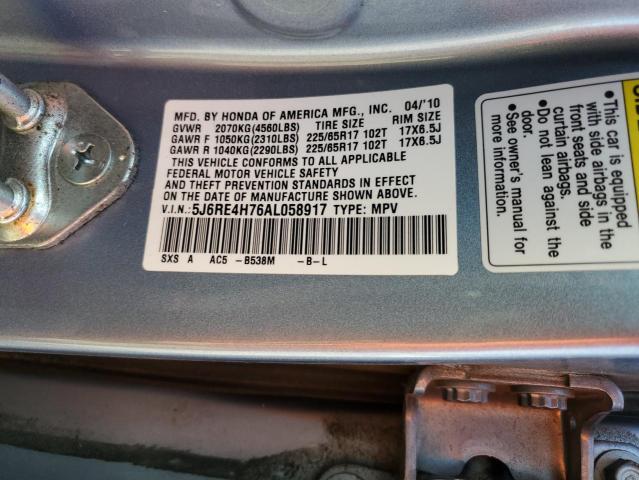 MFD. BY HONDA OF AMERICA MFG., INC. 04/'10
GVWR 2070KG(4560LBS) TIRE SIZE RIM SIZE
GAWR F 1050KG(2310LBS) 225/65R17 102T 17X6.5J
GAWR R 1040KG(2290LBS) 225/65R17 102T 17X6.5J
THIS VEHICLE CONFORMS TO ALL APPLICABLE
FEDERAL MOTOR VEHICLE SAFETY
AND THEFT PREVENTION STANDARDS IN EFFECT
ON THE DATE OF MANUFACTURE SHOWN ABOVE.
V.I.N.:5J6RE4H76AL058917 TYPE: MPV
SXS A AC5 -B538M -B-L
•This car is equipped
with side airbags in the
front seats and side
curtain airbags.
•Do not lean against the
door.
•See owner's manual
for more information.